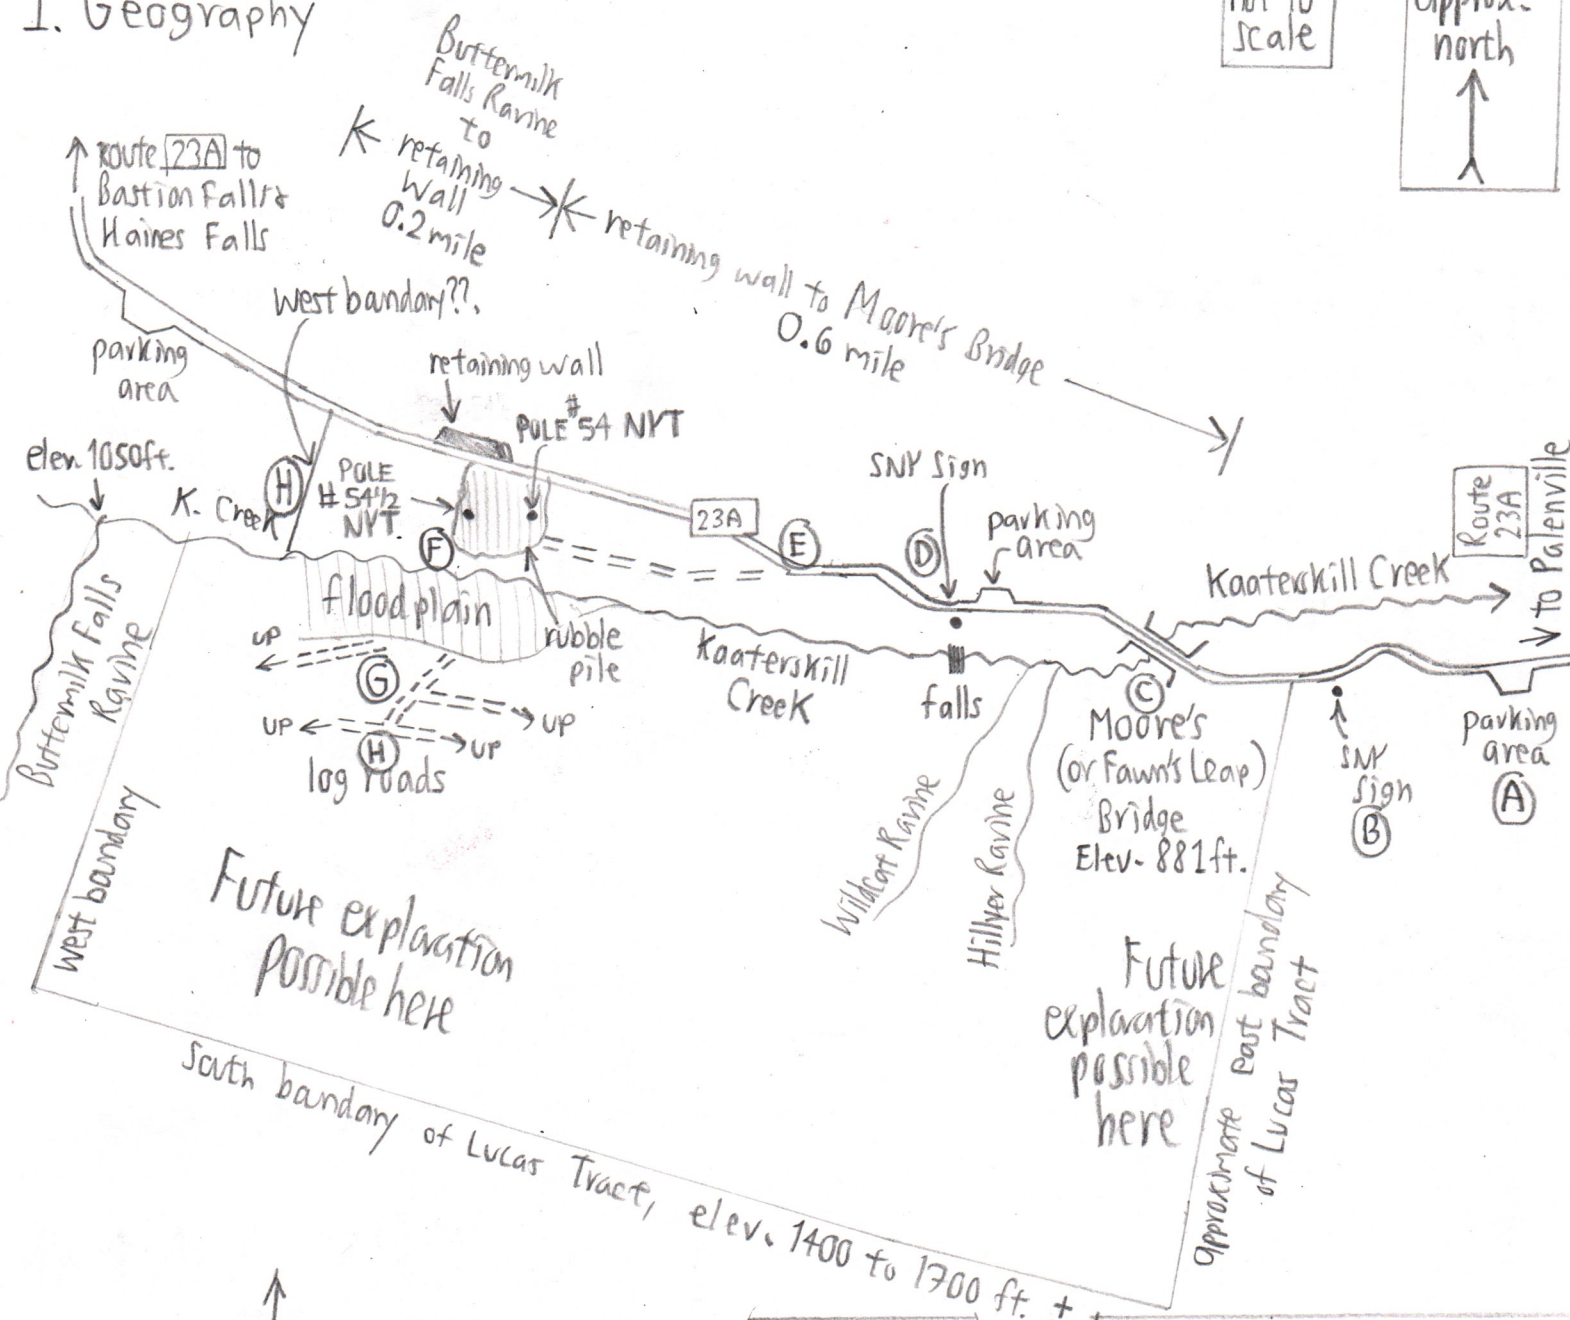 1. Geography
not to
scale
approx.
north
Buttermilk
Falls Ravine
to
retaining
Wall
0.2 mile
retaining wall to Moore's Bridge
0.6 mile
Route 23A to
Bastion Falls &
Haines Falls
West bandary??.
parking
area
retaining wall
POLE #54 NYT
elev. 1050ft.
K. Creek
H
POLE
#54 1/2
NYT.
F
23A
E
D
SNY Sign
parking
area
Kaaterskill Creek
Route
23A
to Palenville
floodplain
rubble
pile
Kaaterskill
Creek
falls
UP
G
UP
UP
UP
H
log roads
Buttermilk Falls
Ravine
West bandary
C
Moore's
(or Fawn's Leap)
Bridge
Elev- 881ft.
SNY
Sign
B
parking
area
A
Wildcat Ravine
Hillyer Ravine
Future explaration
possible here
Future
explaration
possible
here
approximate east bandary
of Lucas Tract
South bandary of Lucas Tract, elev. 1400 to 1700 ft. +